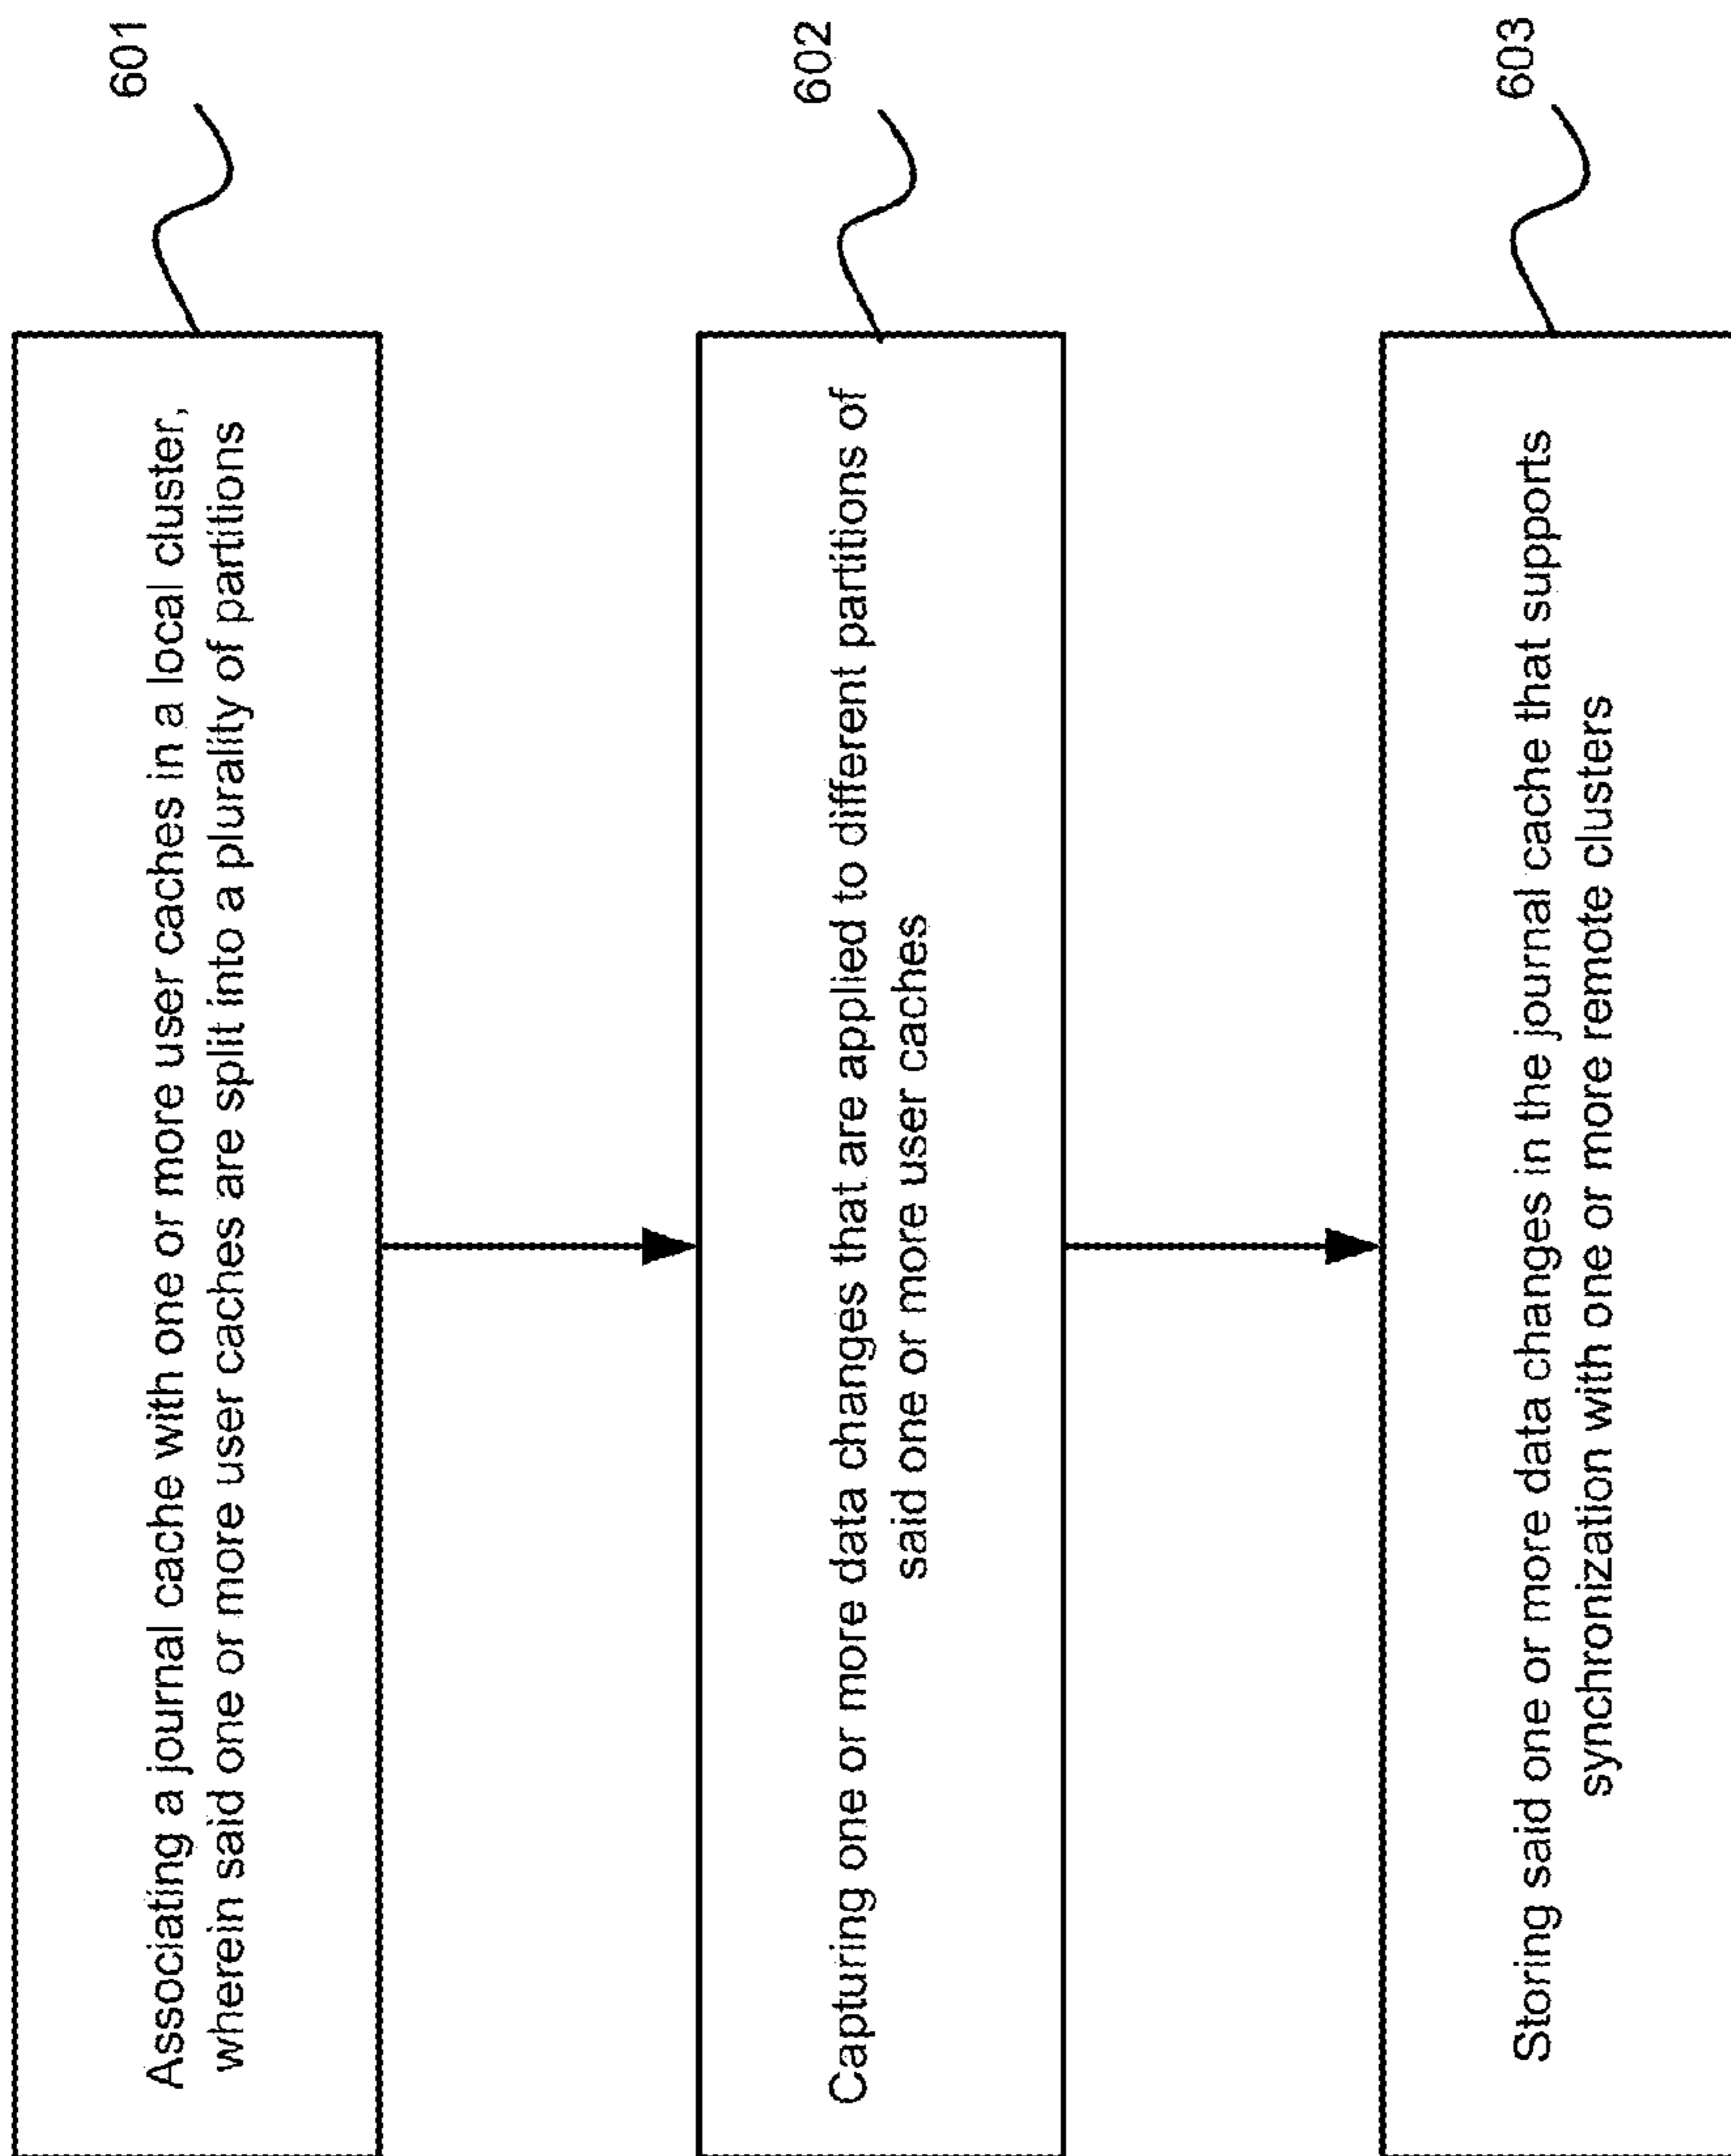 Associating a journal cache with one or more user caches in a local cluster,
wherein said one or more user caches are split into a plurality of partitions
601
Capturing one or more data changes that are applied to different partitions of
said one or more user caches
602
Storing said one or more data changes in the journal cache that supports
synchronization with one or more remote clusters
603